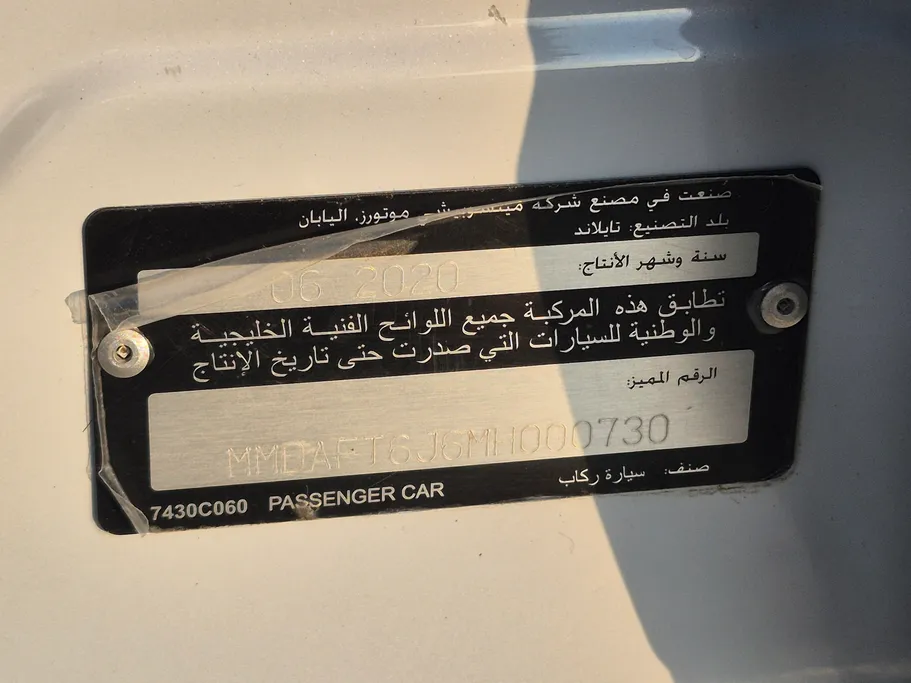 صنعت في مصنع شركة ميتسوبيشي موتورز. اليابان
بلد التصنيع: تايلاند
سنة وشهر الأنتاج:
06 2020
تطابق هذه المركبة جميع اللوائح الفنية الخليجية
والوطنية للسيارات التي صدرت حتى تاريخ الإنتاج
الرقم المميز:
MMDAFT6J6MH000730
صنف: سيارة ركاب
7430C060 PASSENGER CAR